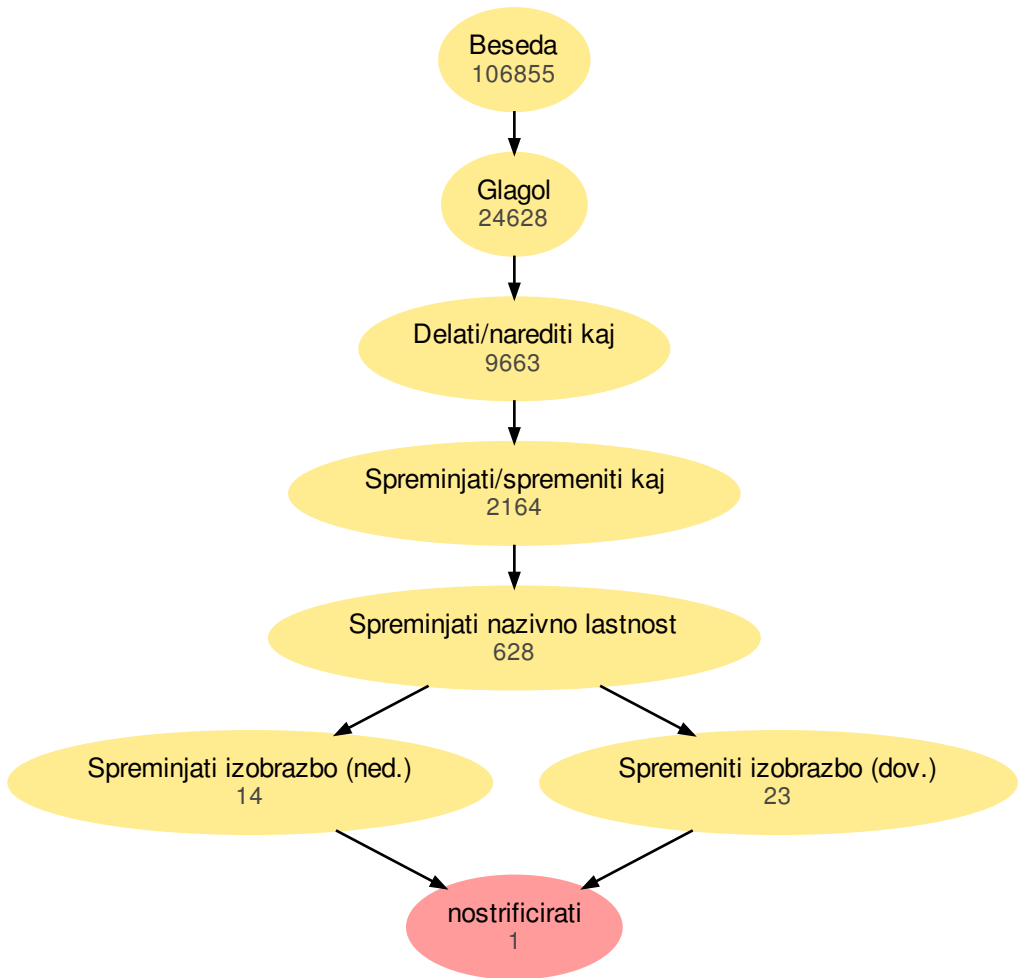 Beseda
106855
Glagol
24628
Delati/narediti kaj
9663
Spreminjati/spremeniti kaj
2164
Spreminjati nazivno lastnost
628
Spreminjati izobrazbo (ned.)
14
Spremeniti izobrazbo (dov.)
23
nostrificirati
1